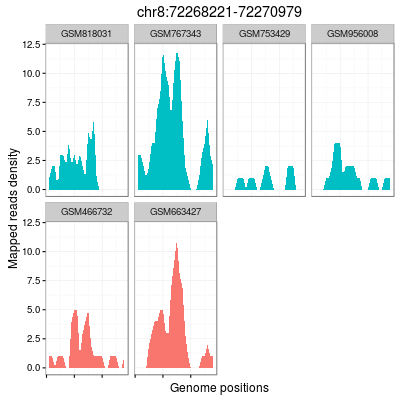 chr8:72268221-72270979
GSM818031 GSM767343 GSM753429 GSM956008
12.5
10.0
7.5
5.0
2.5
0.0
GSM466732 GSM663427
12.5
10.0
7.5
5.0
2.5
0.0
Mapped reads density
Genome positions